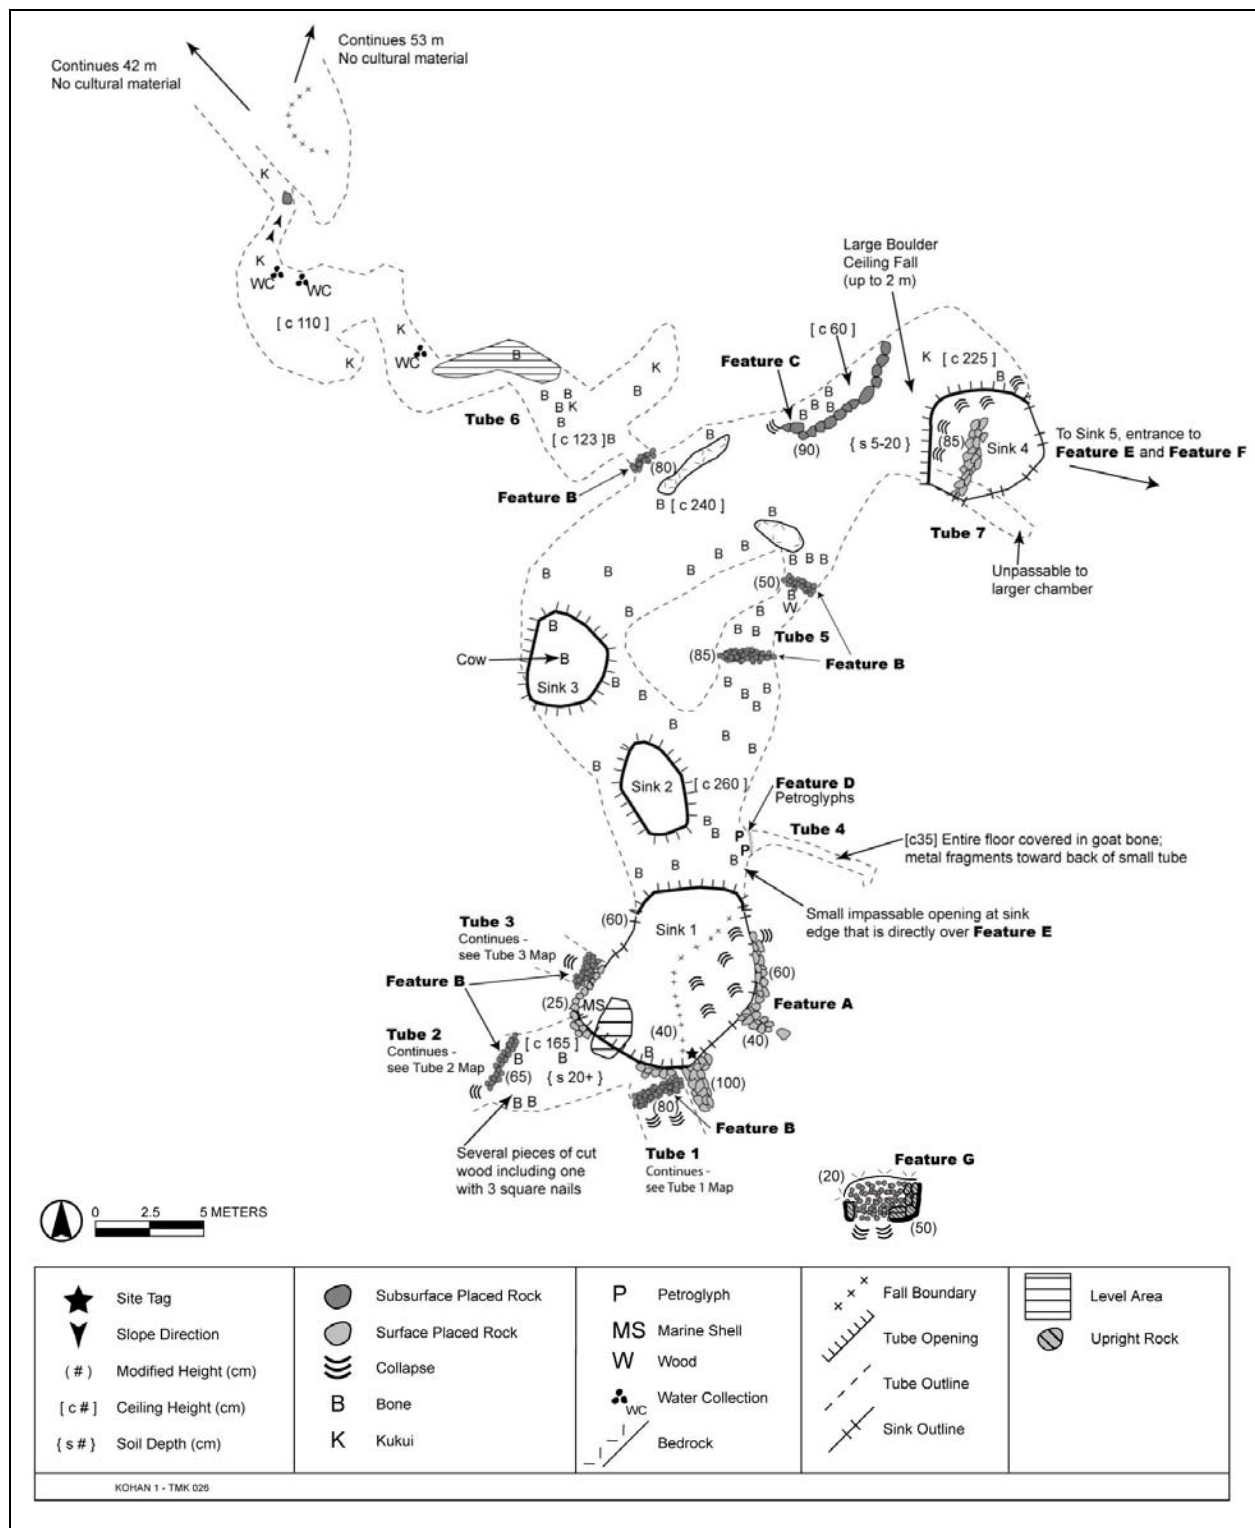 Continues 53 m
No cultural material
Continues 42 m
No cultural material
K
K
WC
WC
[ c 110 ]
K
K
WC
B
K
B
B
B
B
K
B
[ c 123 ]
B
Tube 6
Large Boulder
Ceiling Fall
(up to 2 m)
[ c 60 ]
Feature C
B
B
B
B
B
(90)
K
[ c 225 ]
B
{ s 5-20 }
(85)
Sink 4
To Sink 5, entrance to
Feature E and Feature F
Tube 7
Unpassable to
larger chamber
Feature B
(80)
B
B
[ c 240 ]
B
B
B
B
B
B
B
B
B
B
(50)
B
W
B
Tube 5
B
B
(85)
Feature B
B
Cow
B
Sink 3
B
B
B
B
B
B
B
B
B
B
B
Sink 2
[ c 260 ]
Feature D
Petroglyphs
B
B
P
P
Tube 4
[c35] Entire floor covered in goat bone;
metal fragments toward back of small tube
B
B
B
Small impassable opening at sink
edge that is directly over Feature E
(60)
Sink 1
Tube 3
Continues -
see Tube 3 Map
Feature B
(25)
MS
(60)
Feature A
(40)
(40)
Tube 2
Continues -
see Tube 2 Map
[ c 165 ]
B
B
B
(65)
{ s 20+ }
B
B
(80)
(100)
Feature B
Several pieces of cut
wood including one
with 3 square nails
Tube 1
Continues -
see Tube 1 Map
Feature G
(20)
(50)
0 2.5 5 METERS
Site Tag
Slope Direction
( # ) Modified Height (cm)
[ c # ] Ceiling Height (cm)
{ s # } Soil Depth (cm)
Subsurface Placed Rock
Surface Placed Rock
Collapse
B Bone
K Kukui
P Petroglyph
MS Marine Shell
W Wood
WC Water Collection
Bedrock
Fall Boundary
Tube Opening
Tube Outline
Sink Outline
Level Area
Upright Rock
KOHAN 1 - TMK 026